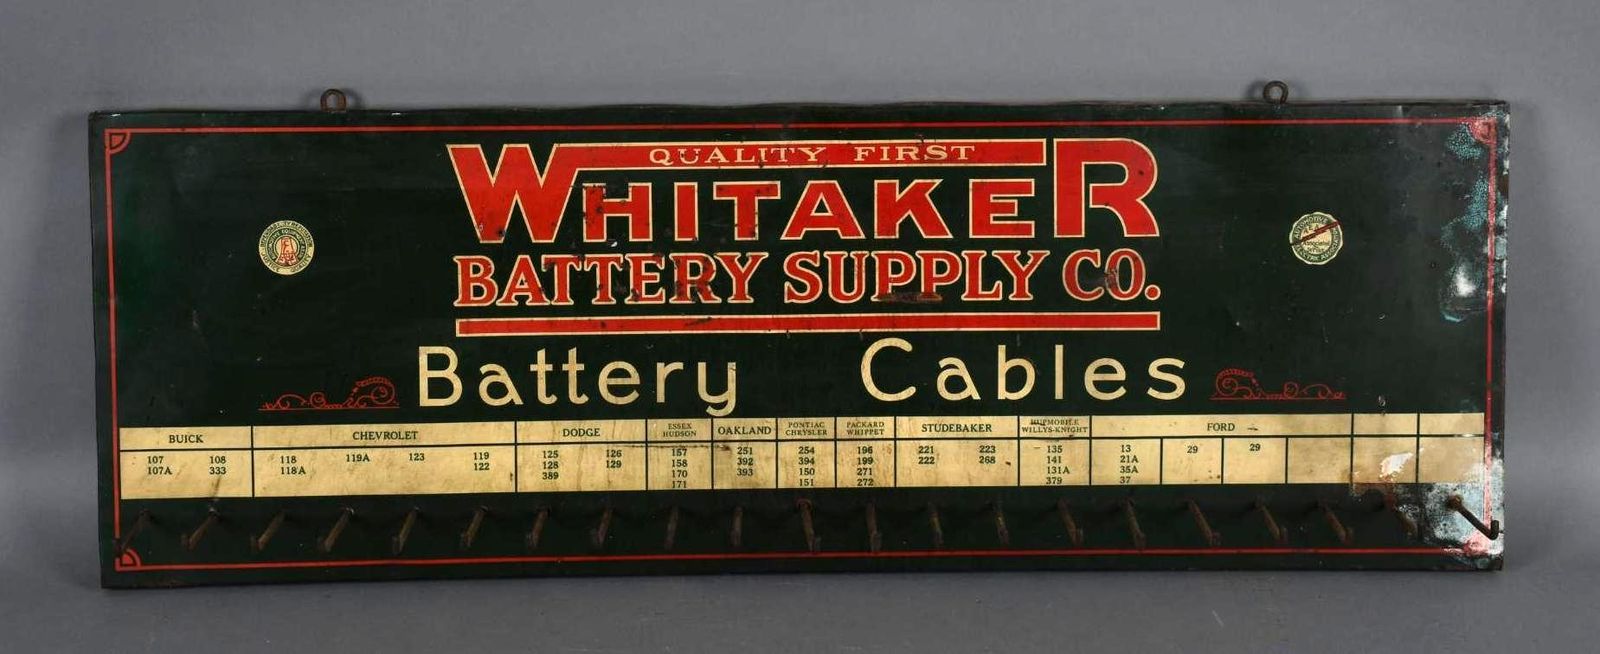 QUALITY FIRST
WHITAKER
BATTERY SUPPLY CO.
Battery Cables
BUICK CHEVROLET DODGE ESSEX HUDSON OAKLAND PONTIAC CHRYSLER PACKARD WHIPPET STUDEBAKER HUPMOBILE WILLYS-KNIGHT FORD
107 108 118 119A 123 119 125 126 157 251 254 196 221 223 135 13 29 29
107A 333 118A 122 128 129 158 392 394 199 222 268 141 21A
389 170 393 150 271 131A 35A
171 151 272 379 37